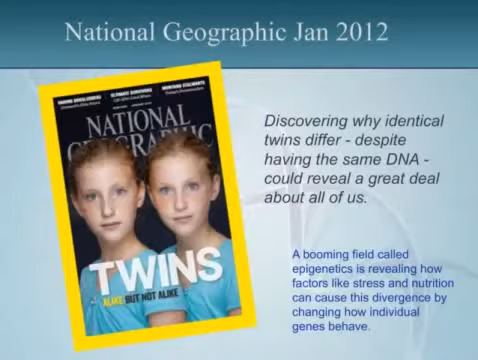 National Geographic Jan 2012
NATIONAL
GEOGRAPHIC
TWINS
ALIKE BUT NOT ALIKE
Discovering why identical
twins differ - despite
having the same DNA -
could reveal a great deal
about all of us.
A booming field called
epigenetics is revealing how
factors like stress and nutrition
can cause this divergence by
changing how individual
genes behave.